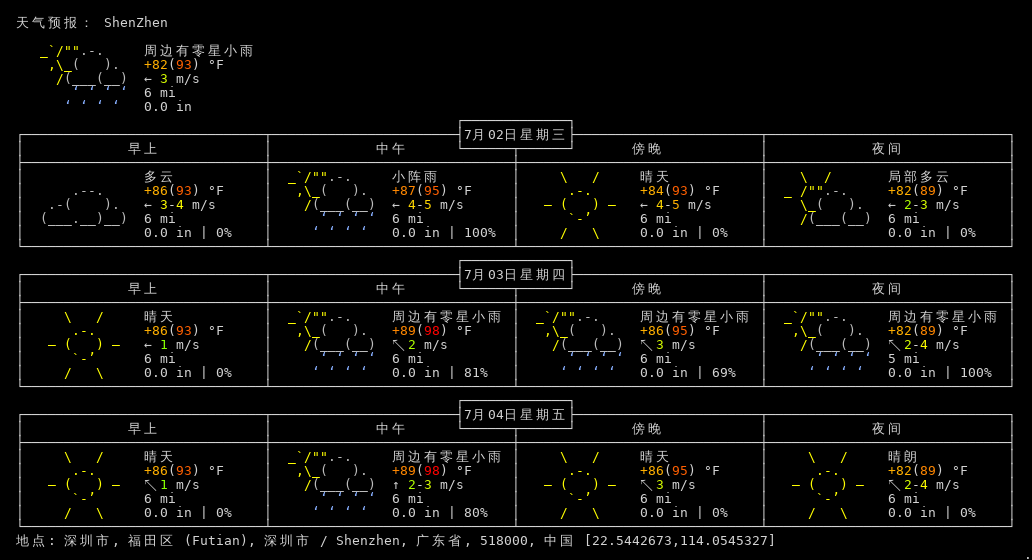 天气预报： ShenZhen
周边有零星小雨
+82(93) °F
← 3 m/s
6 mi
0.0 in
7月02日星期三
早上 中午 傍晚 夜间
多云 小阵雨 晴天 局部多云
+86(93) °F +87(95) °F +84(93) °F +82(89) °F
← 3-4 m/s ← 4-5 m/s ← 4-5 m/s ← 2-3 m/s
6 mi 6 mi 6 mi 6 mi
0.0 in | 0% 0.0 in | 100% 0.0 in | 0% 0.0 in | 0%
7月03日星期四
早上 中午 傍晚 夜间
晴天 周边有零星小雨 周边有零星小雨 周边有零星小雨
+86(93) °F +89(98) °F +86(95) °F +82(89) °F
← 1 m/s ↖ 2 m/s ↖ 3 m/s ↖ 2-4 m/s
6 mi 6 mi 6 mi 5 mi
0.0 in | 0% 0.0 in | 81% 0.0 in | 69% 0.0 in | 100%
7月04日星期五
早上 中午 傍晚 夜间
晴天 周边有零星小雨 晴天 晴朗
+86(93) °F +89(98) °F +86(95) °F +82(89) °F
↖ 1 m/s ↑ 2-3 m/s ↖ 3 m/s ↖ 2-4 m/s
6 mi 6 mi 6 mi 6 mi
0.0 in | 0% 0.0 in | 80% 0.0 in | 0% 0.0 in | 0%
地点: 深圳市, 福田区 (Futian), 深圳市 / Shenzhen, 广东省, 518000, 中国 [22.5442673,114.0545327]